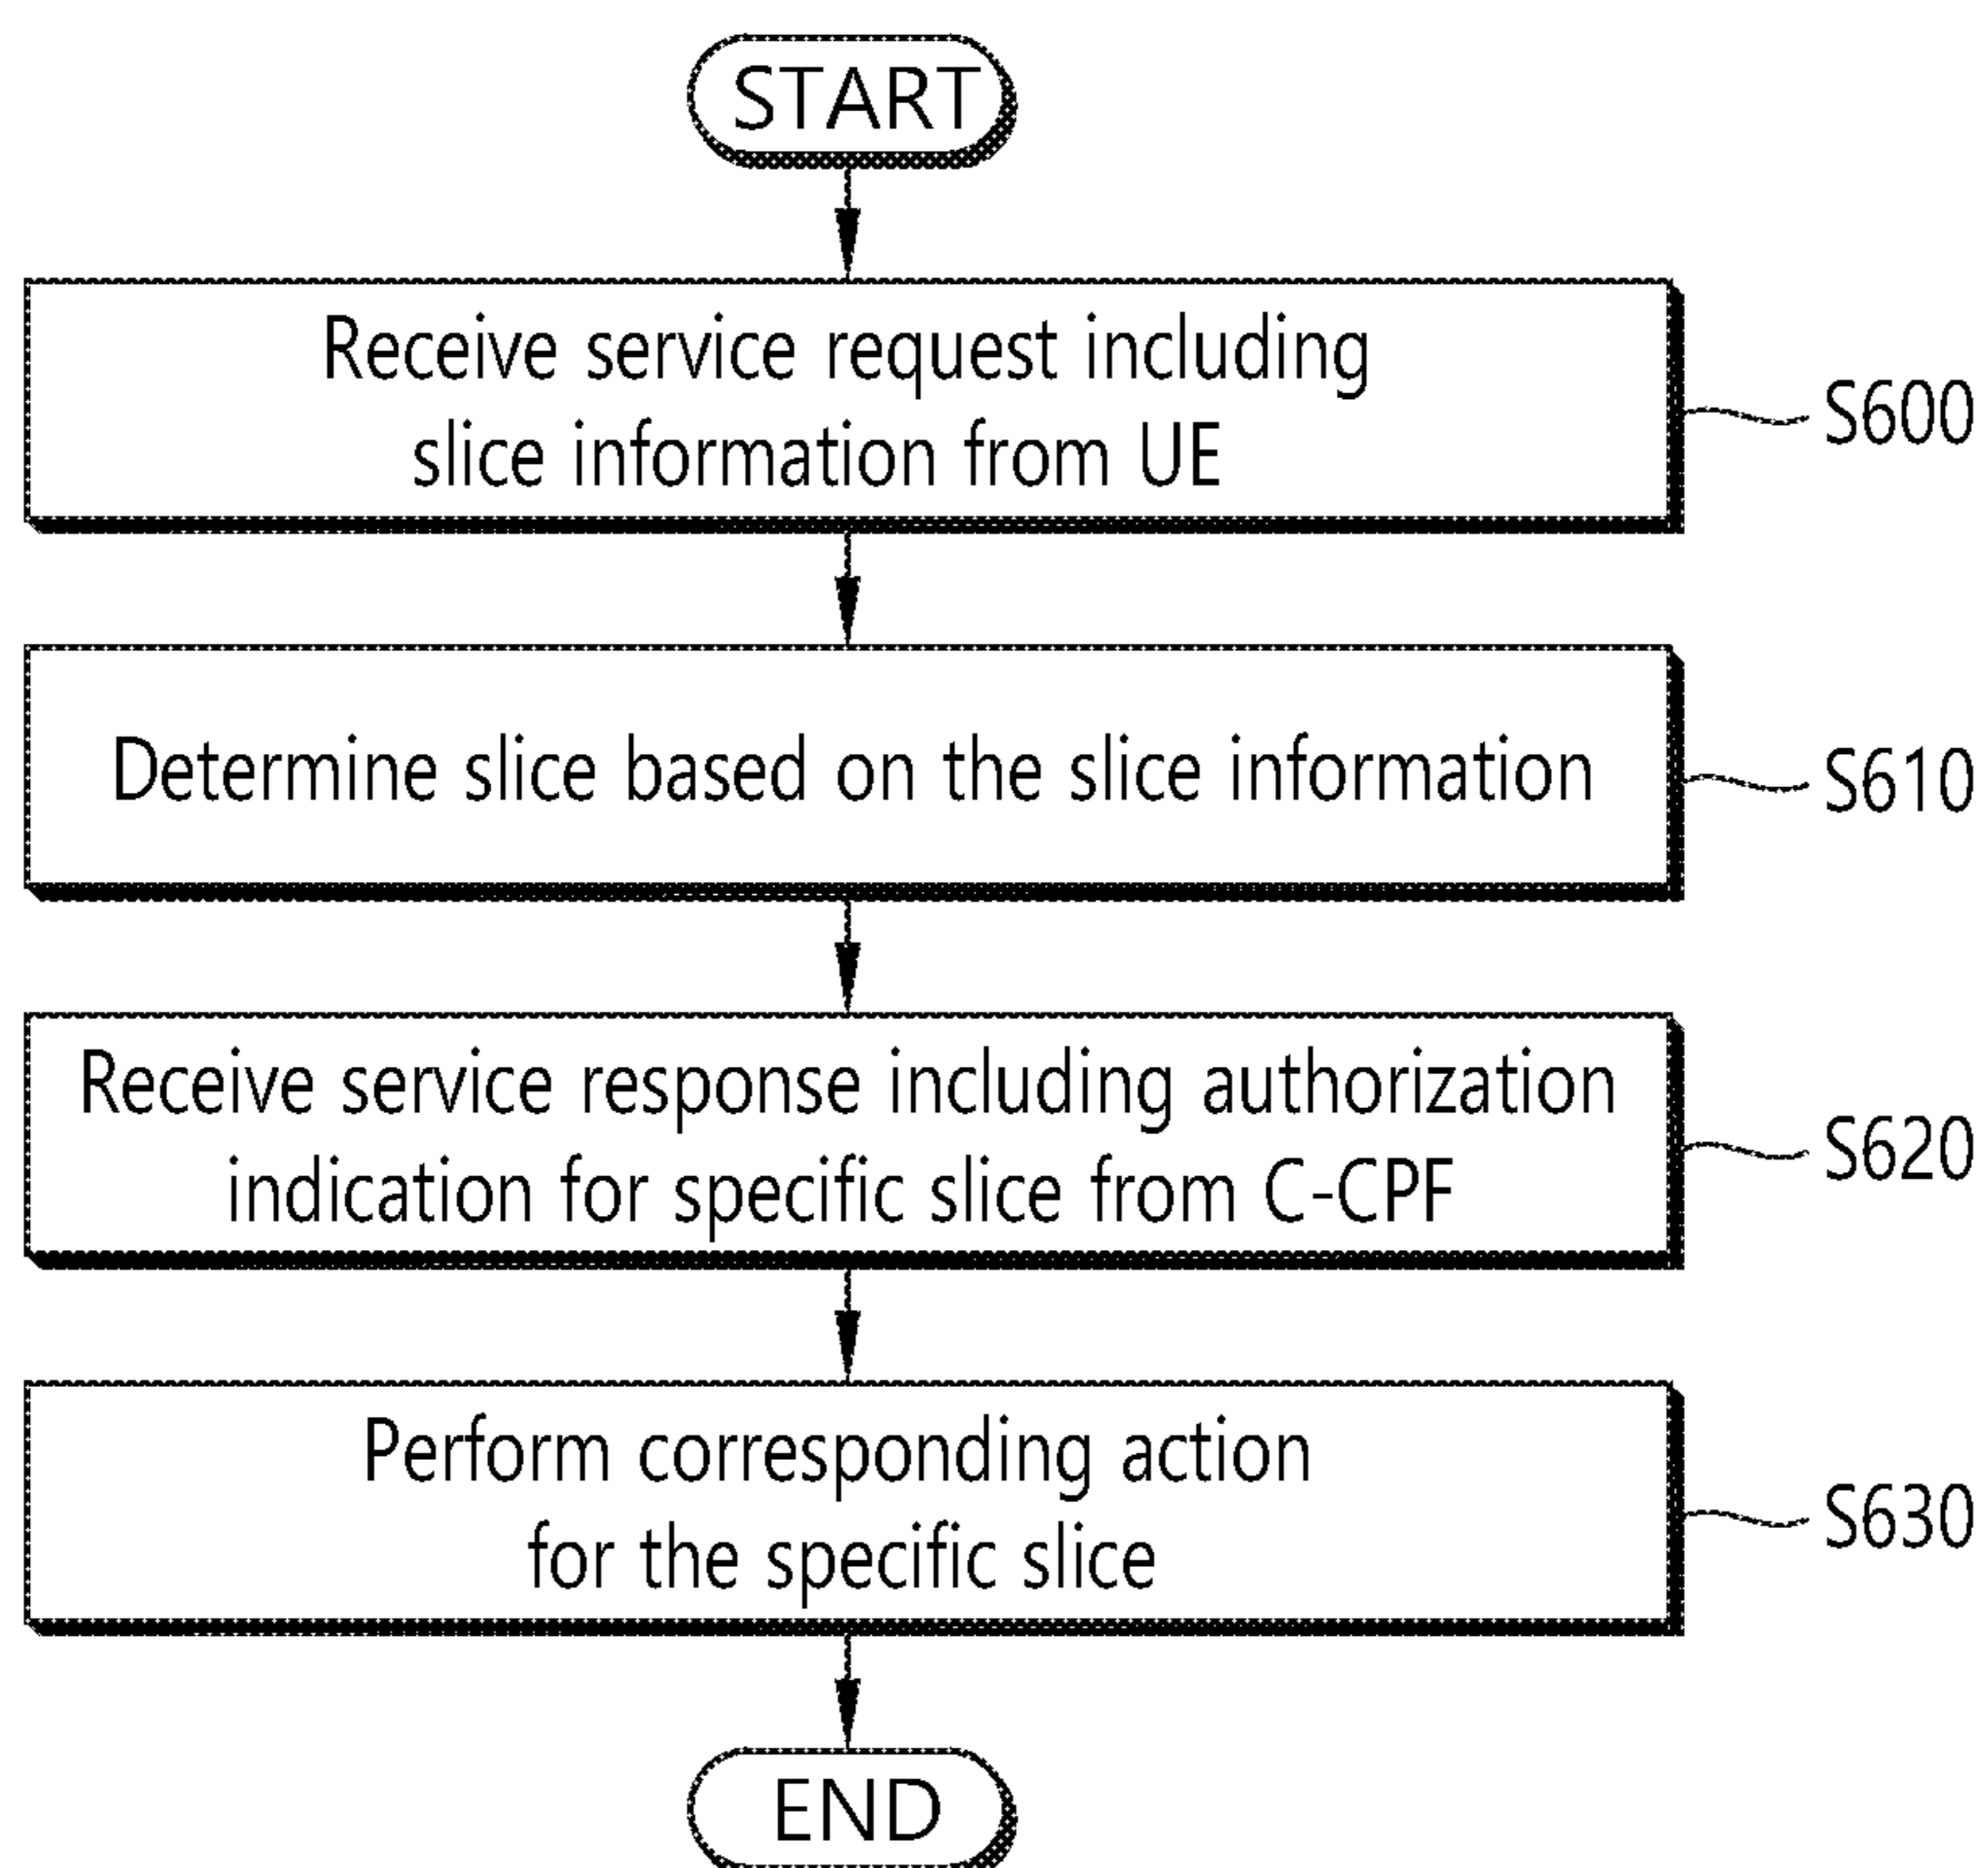 START
Receive service request including
slice information from UE
S600
Determine slice based on the slice information
S610
Receive service response including authorization
indication for specific slice from C-CPF
S620
Perform corresponding action
for the specific slice
S630
END